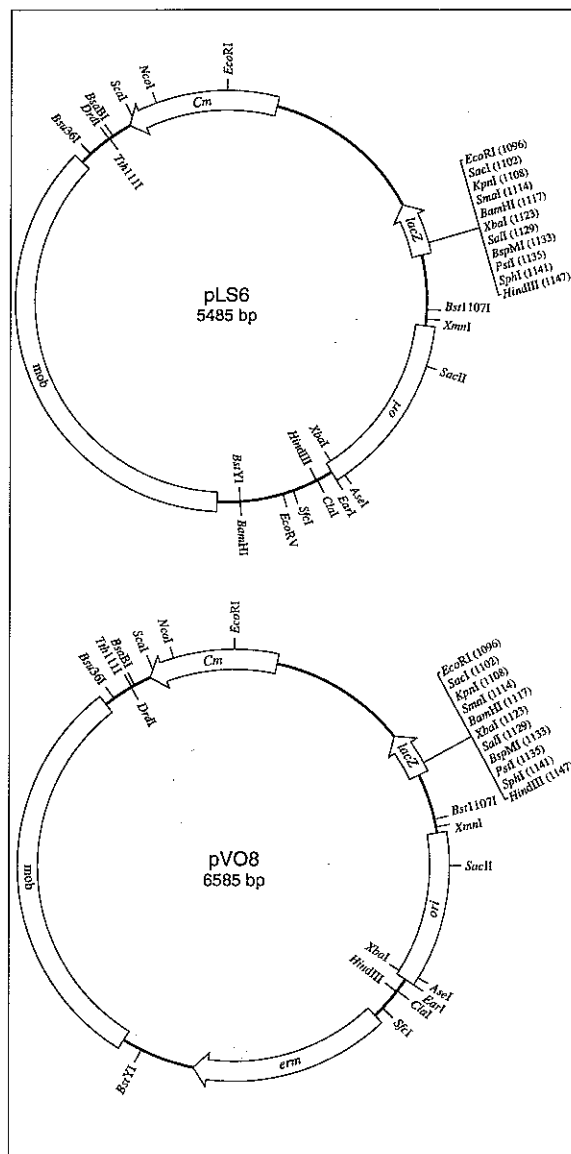 EcoRI
NcoI
ScaI
BsaBI
DrdI
Bsu36I
Tth111I
Cm
lacZ
EcoRI (1096)
SacI (1102)
KpnI (1108)
SmaI (1114)
BamHI (1117)
XbaI (1123)
SalI (1129)
BspMI (1133)
PstI (1135)
SphI (1141)
HindIII (1147)
pLS6
5485 bp
Bst1107I
XmnI
SacII
ori
mob
XbaI
HindIII
AseI
EarI
ClaI
SfcI
EcoRV
BstYI
BamHI
EcoRI
NcoI
ScaI
BsaBI
Tth111I
Bsu36I
DrdI
Cm
lacZ
EcoRI (1096)
SacI (1102)
KpnI (1108)
SmaI (1114)
BamHI (1117)
XbaI (1123)
SalI (1129)
BspMI (1133)
PstI (1135)
SphI (1141)
HindIII (1147)
pVO8
6585 bp
Bst1107I
XmnI
SacII
ori
mob
XbaI
HindIII
AseI
EarI
ClaI
SfcI
erm
BstYI